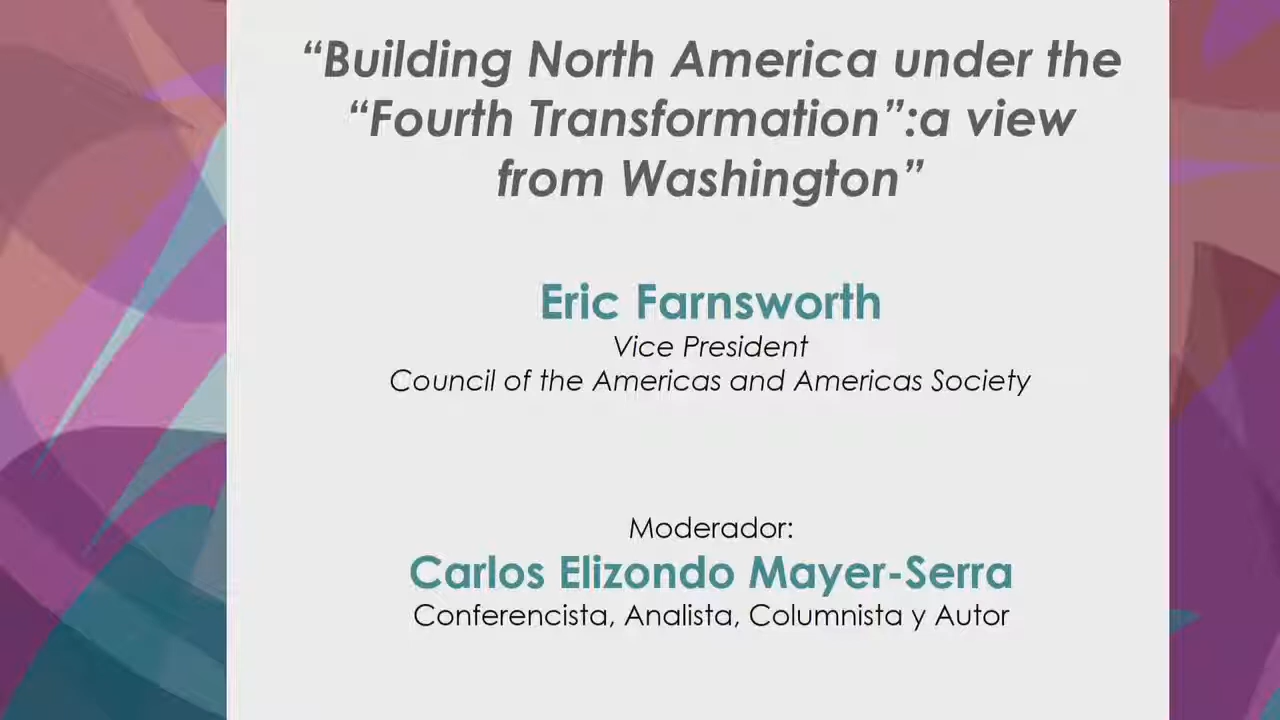 “Building North America under the
“Fourth Transformation”:a view
from Washington”
Eric Farnsworth
Vice President
Council of the Americas and Americas Society
Moderador:
Carlos Elizondo Mayer-Serra
Conferencista, Analista, Columnista y Autor